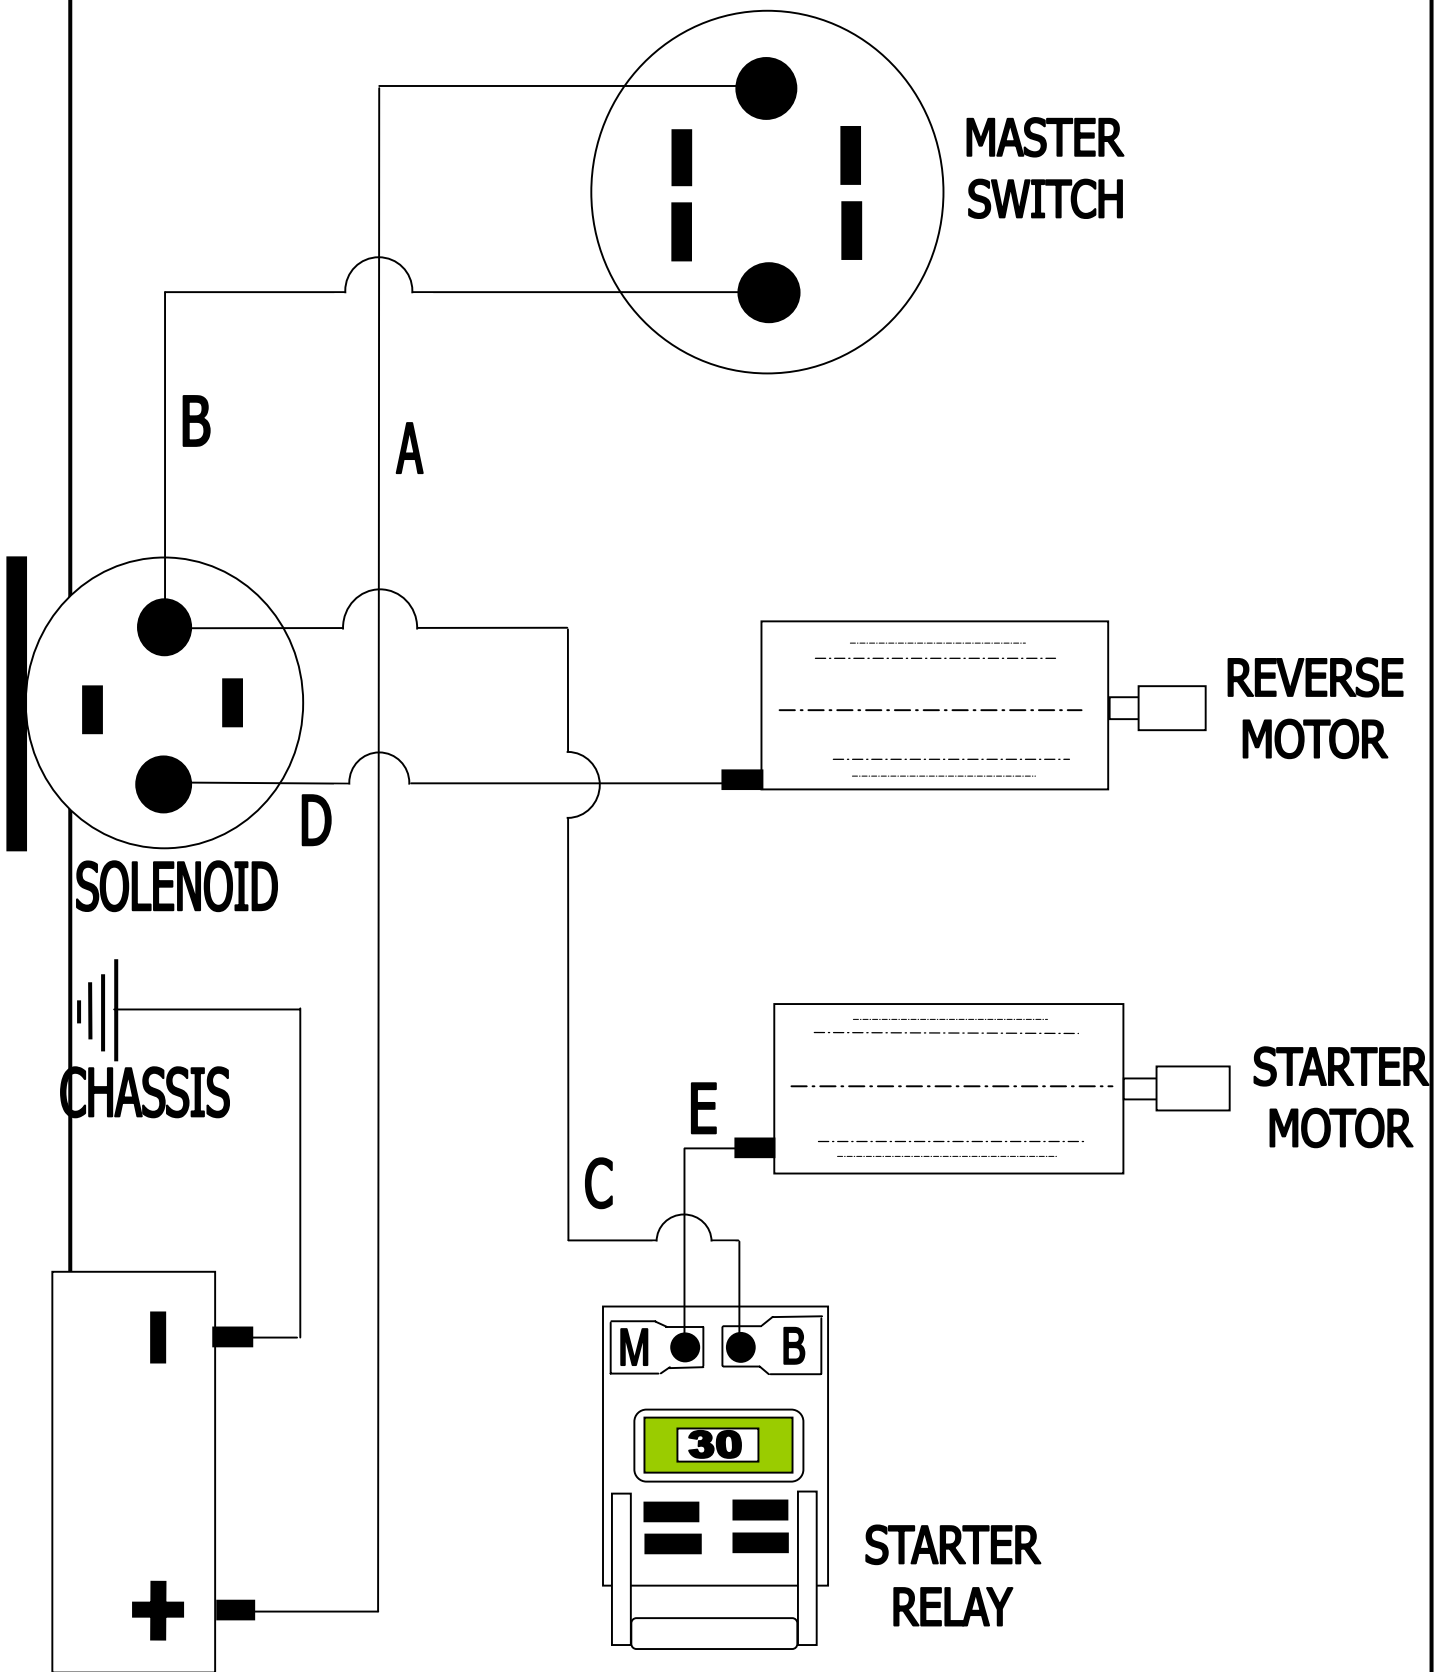 MASTER
SWITCH
B
A
REVERSE
MOTOR
D
SOLENOID
CHASSIS
STARTER
MOTOR
E
C
M
B
30
STARTER
RELAY